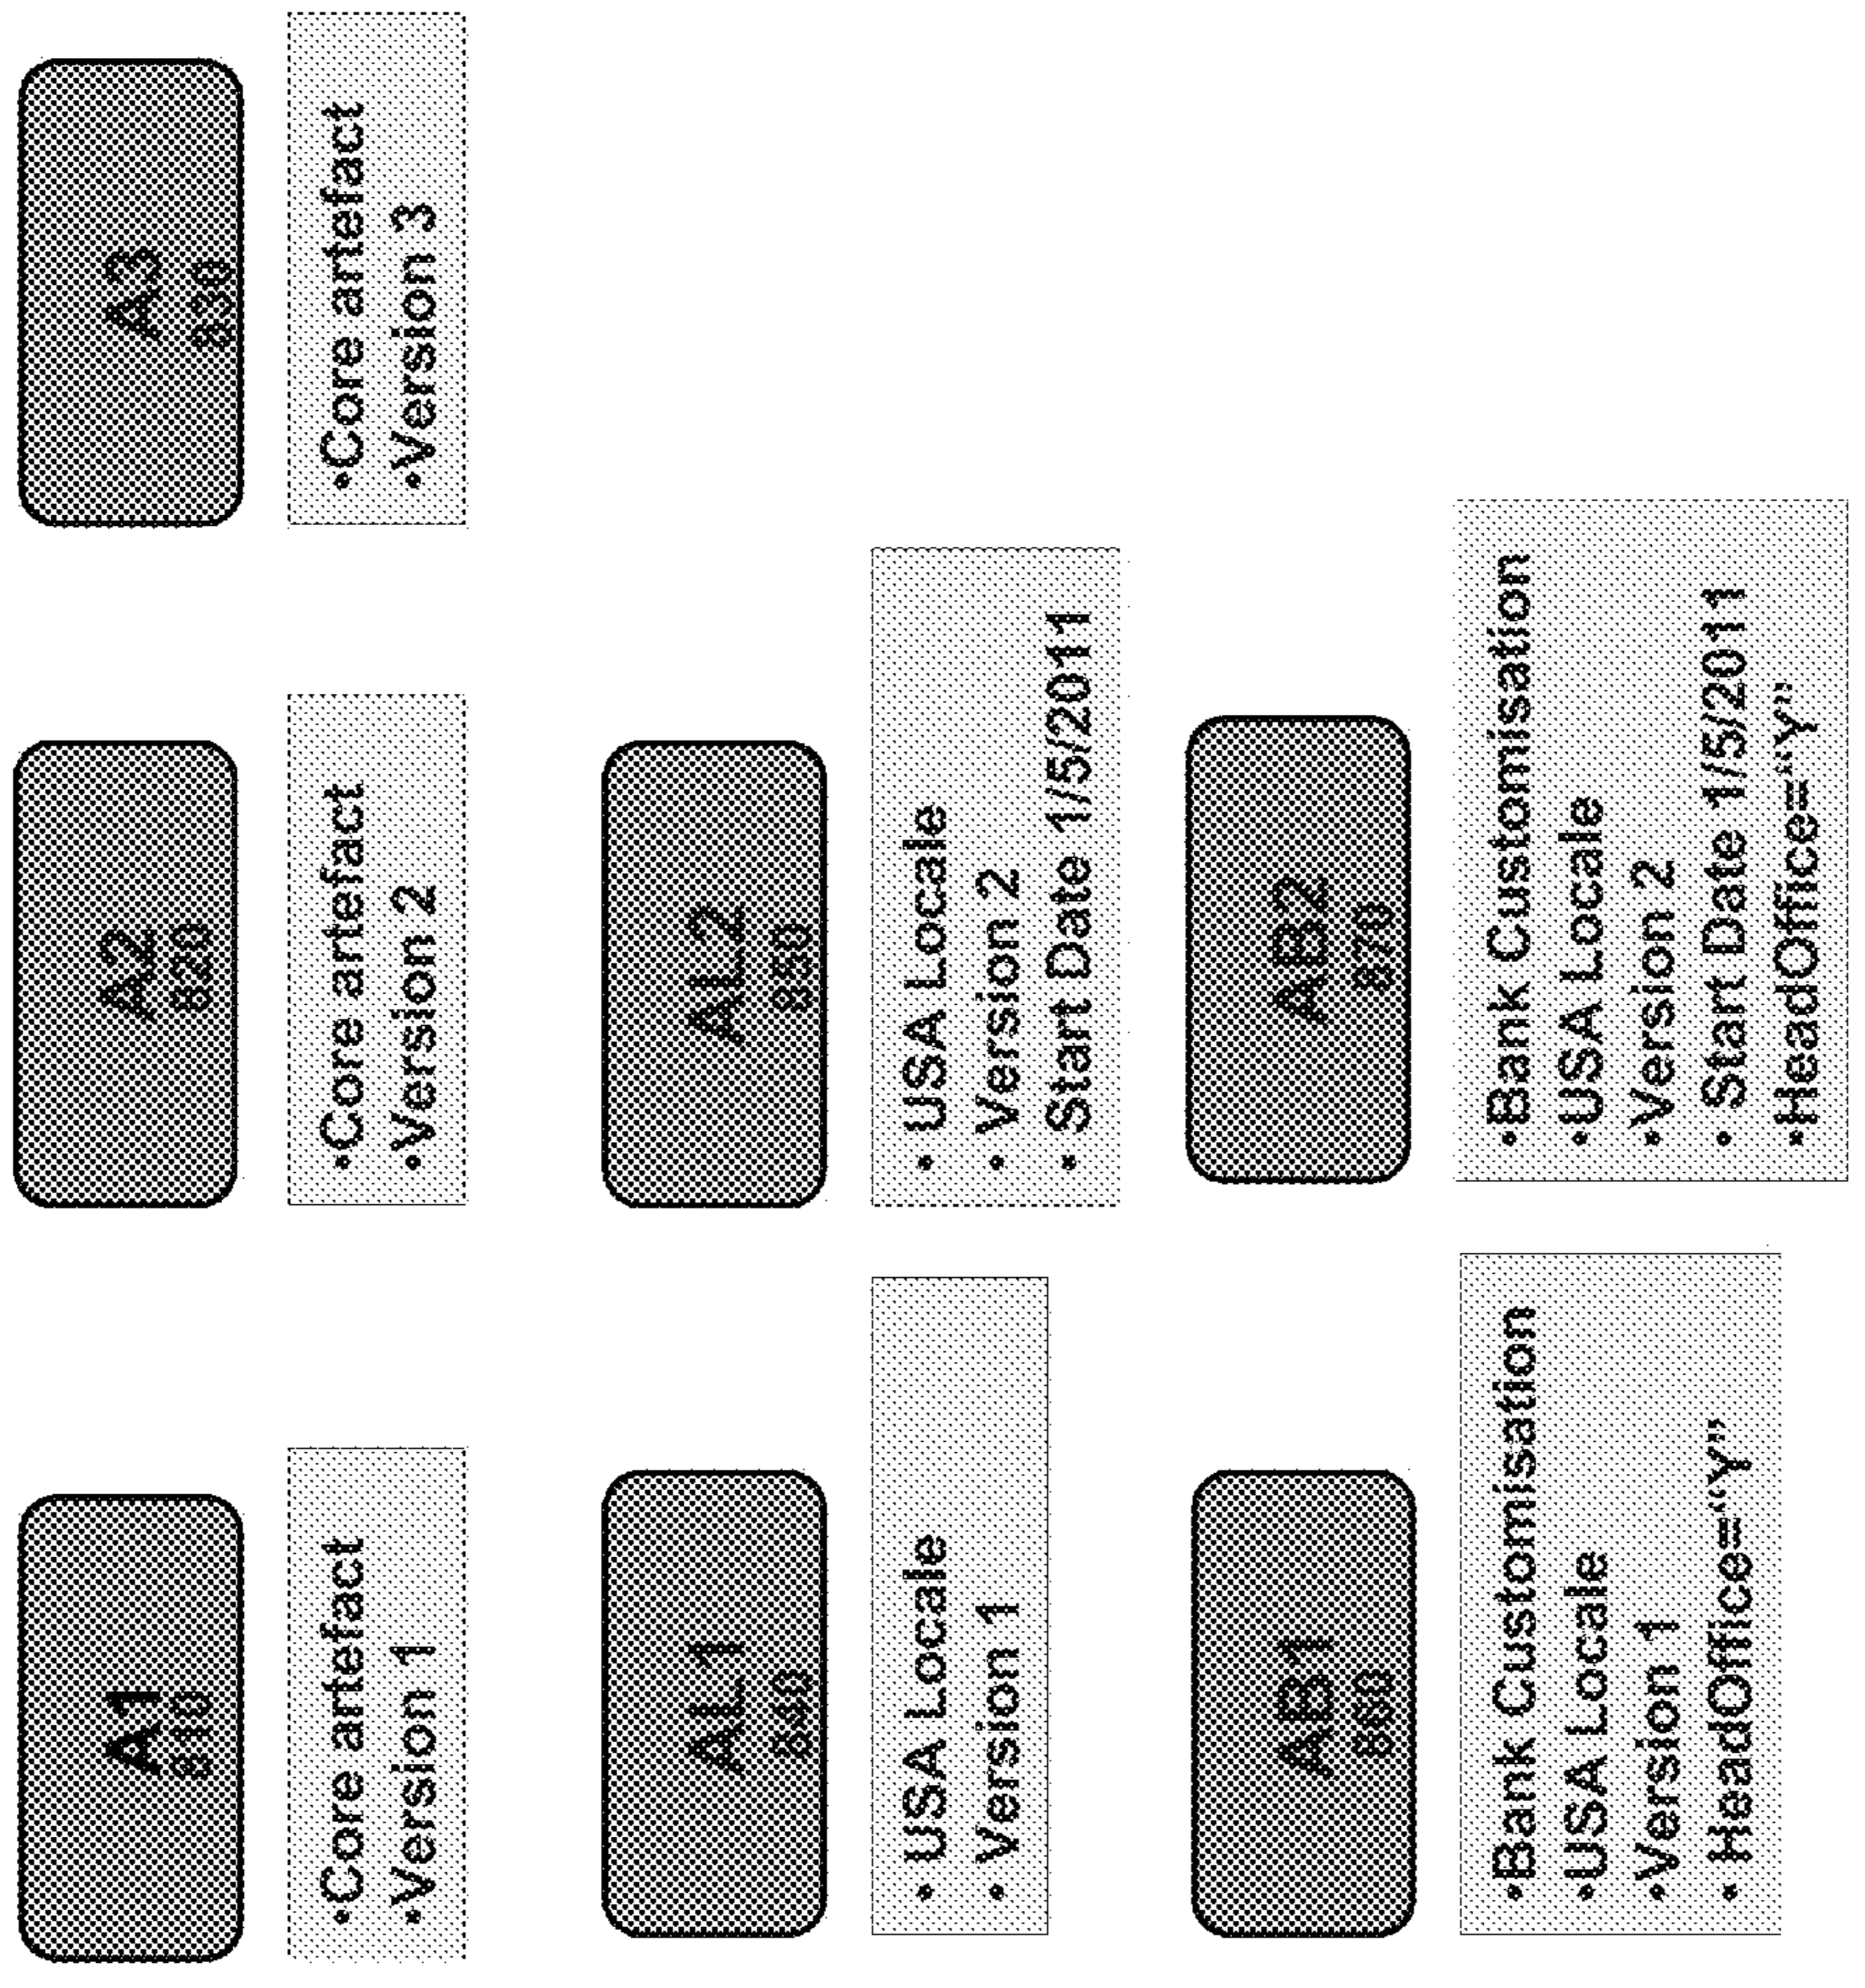 A1
810
•Core artefact
•Version 1
A2
820
•Core artefact
•Version 2
A3
830
•Core artefact
•Version 3
AL1
840
• USA Locale
• Version 1
AL2
850
• USA Locale
• Version 2
• Start Date 1/5/2011
AB1
860
•Bank Customisation
•USA Locale
•Version 1
• HeadOffice=“Y”
AB2
870
•Bank Customisation
•USA Locale
•Version 2
• Start Date 1/5/2011
•HeadOffice=“Y”